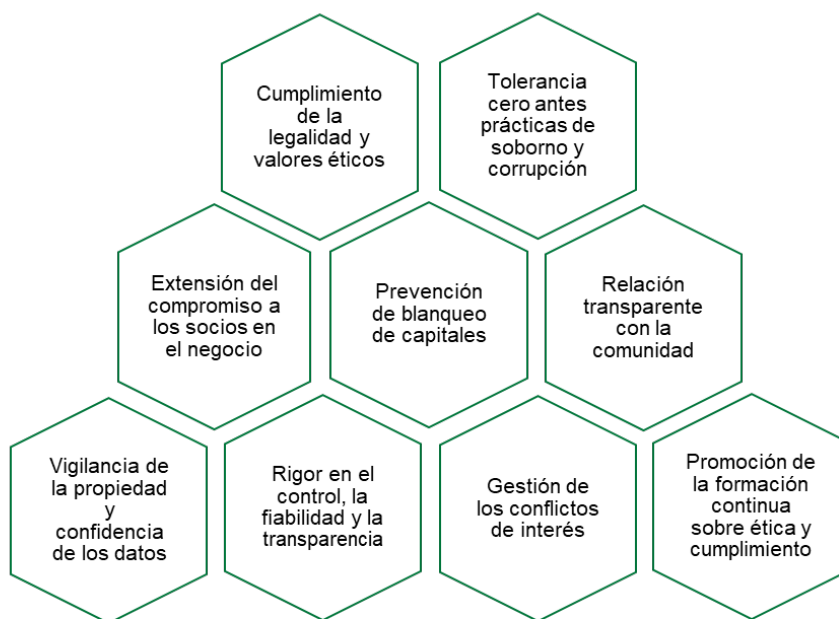 Cumplimiento
de la
legalidad y
valores éticos
Tolerancia
cero antes
prácticas de
soborno y
corrupción
Extensión del
compromiso a
los socios en
el negocio
Prevención
de blanqueo
de capitales
Relación
transparente
con la
comunidad
Vigilancia de
la propiedad
y
confidencia
de los datos
Rigor en el
control, la
fiabilidad y la
transparencia
Gestión de
los conflictos
de interés
Promoción de
la formación
continua
sobre ética y
cumplimiento